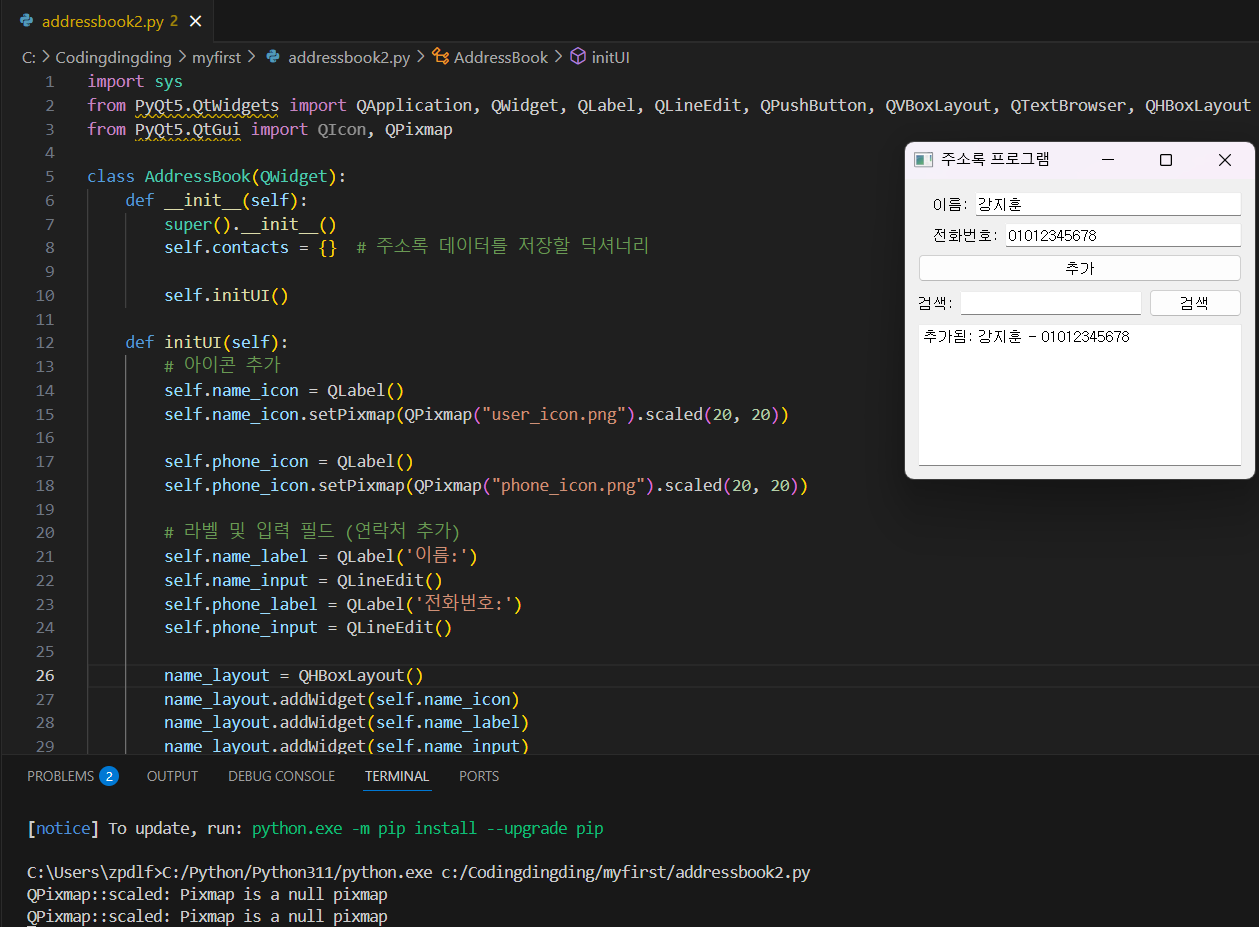 addressbook2.py 2 ×
C: > Codingdingding > myfirst > addressbook2.py > AddressBook > initUI
1 import sys
2 from PyQt5.QtWidgets import QApplication, QWidget, QLabel, QLineEdit, QPushButton, QVBoxLayout, QTextBrowser, QHBoxLayout
3 from PyQt5.QtGui import QIcon, QPixmap
4
5 class AddressBook(QWidget):
6 def __init__(self):
7 super().__init__()
8 self.contacts = {} # 주소록 데이터를 저장할 딕셔너리
9
10 self.initUI()
11
12 def initUI(self):
13 # 아이콘 추가
14 self.name_icon = QLabel()
15 self.name_icon.setPixmap(QPixmap("user_icon.png").scaled(20, 20))
16
17 self.phone_icon = QLabel()
18 self.phone_icon.setPixmap(QPixmap("phone_icon.png").scaled(20, 20))
19
20 # 라벨 및 입력 필드 (연락처 추가)
21 self.name_label = QLabel('이름:')
22 self.name_input = QLineEdit()
23 self.phone_label = QLabel('전화번호:')
24 self.phone_input = QLineEdit()
25
26 name_layout = QHBoxLayout()
27 name_layout.addWidget(self.name_icon)
28 name_layout.addWidget(self.name_label)
29 name_layout.addWidget(self.name_input)
주소록 프로그램
이름: 강지훈
전화번호: 01012345678
추가
검색: 검색
추가됨: 강지훈 - 01012345678
PROBLEMS 2 OUTPUT DEBUG CONSOLE TERMINAL PORTS
[notice] To update, run: python.exe -m pip install --upgrade pip
C:\Users\zpdlf>C:/Python/Python311/python.exe c:/Codingdingding/myfirst/addressbook2.py
QPixmap::scaled: Pixmap is a null pixmap
QPixmap::scaled: Pixmap is a null pixmap